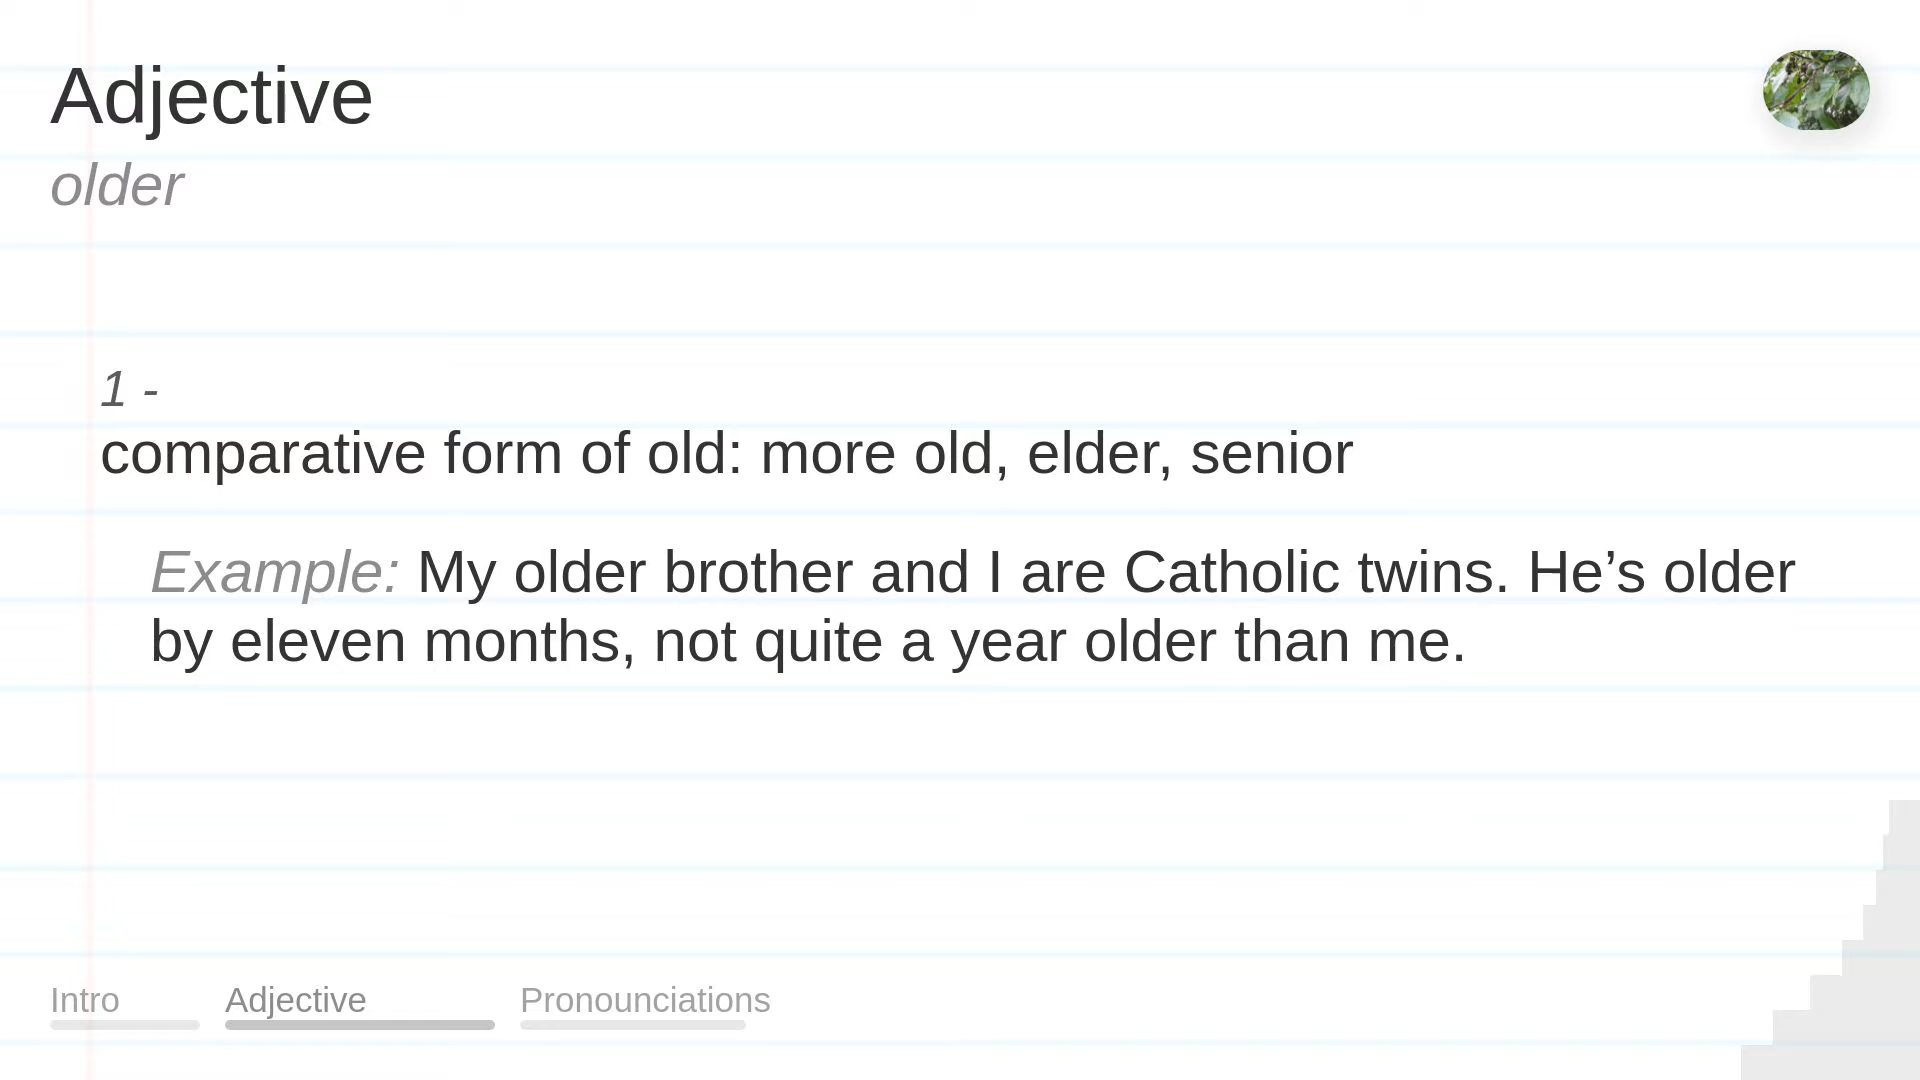 Adjective
older
1 -
comparative form of old: more old, elder, senior
Example: My older brother and I are Catholic twins. He’s older
by eleven months, not quite a year older than me.
Intro
Adjective
Pronounciations